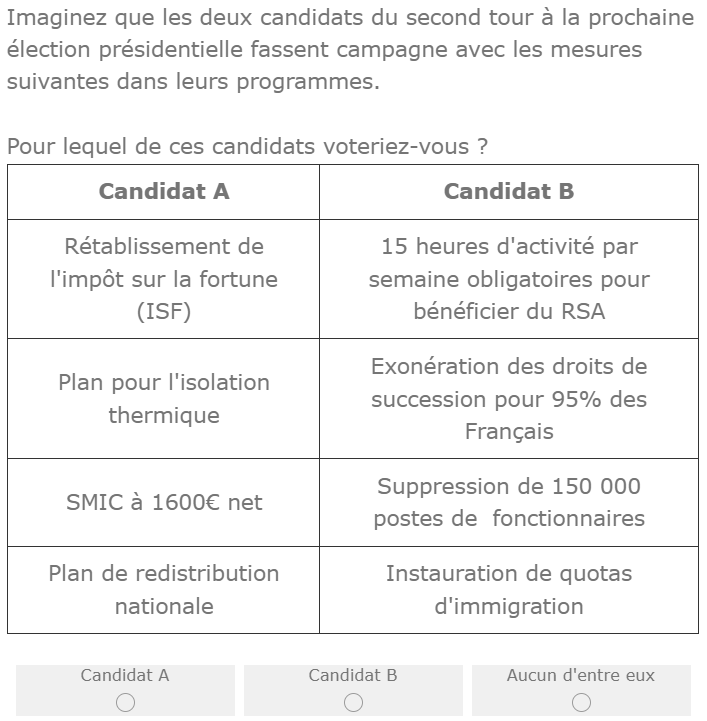 Imaginez que les deux candidats du second tour à la prochaine
élection présidentielle fassent campagne avec les mesures
suivantes dans leurs programmes.
Pour lequel de ces candidats voteriez-vous ?
Candidat A
Candidat B
Rétablissement de
l'impôt sur la fortune
(ISF)
15 heures d'activité par
semaine obligatoires pour
bénéficier du RSA
Plan pour l'isolation
thermique
Exonération des droits de
succession pour 95% des
Français
SMIC à 1600€ net
Suppression de 150 000
postes de  fonctionnaires
Plan de redistribution
nationale
Instauration de quotas
d'immigration
Candidat A
Candidat B
Aucun d'entre eux